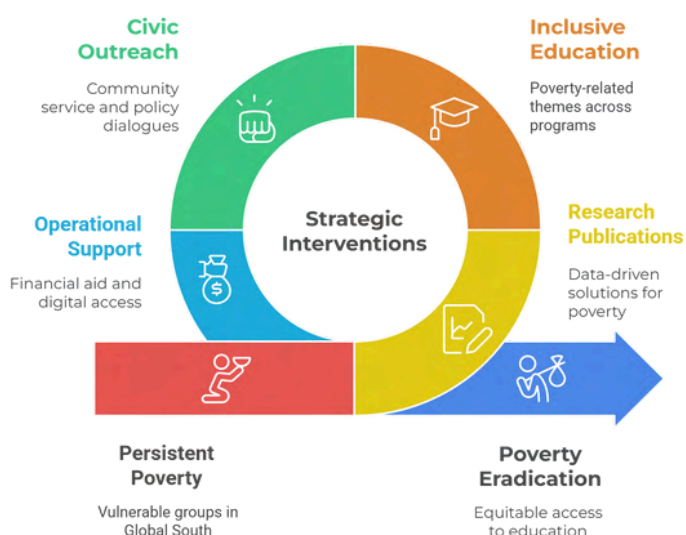 Civic
Outreach
Community
service and policy
dialogues
Inclusive
Education
Poverty-related
themes across
programs
Strategic
Interventions
Operational
Support
Financial aid and
digital access
Research
Publications
Data-driven
solutions for
poverty
$
Persistent
Poverty
Vulnerable groups in
Global South
Poverty
Eradication
Equitable access
to education